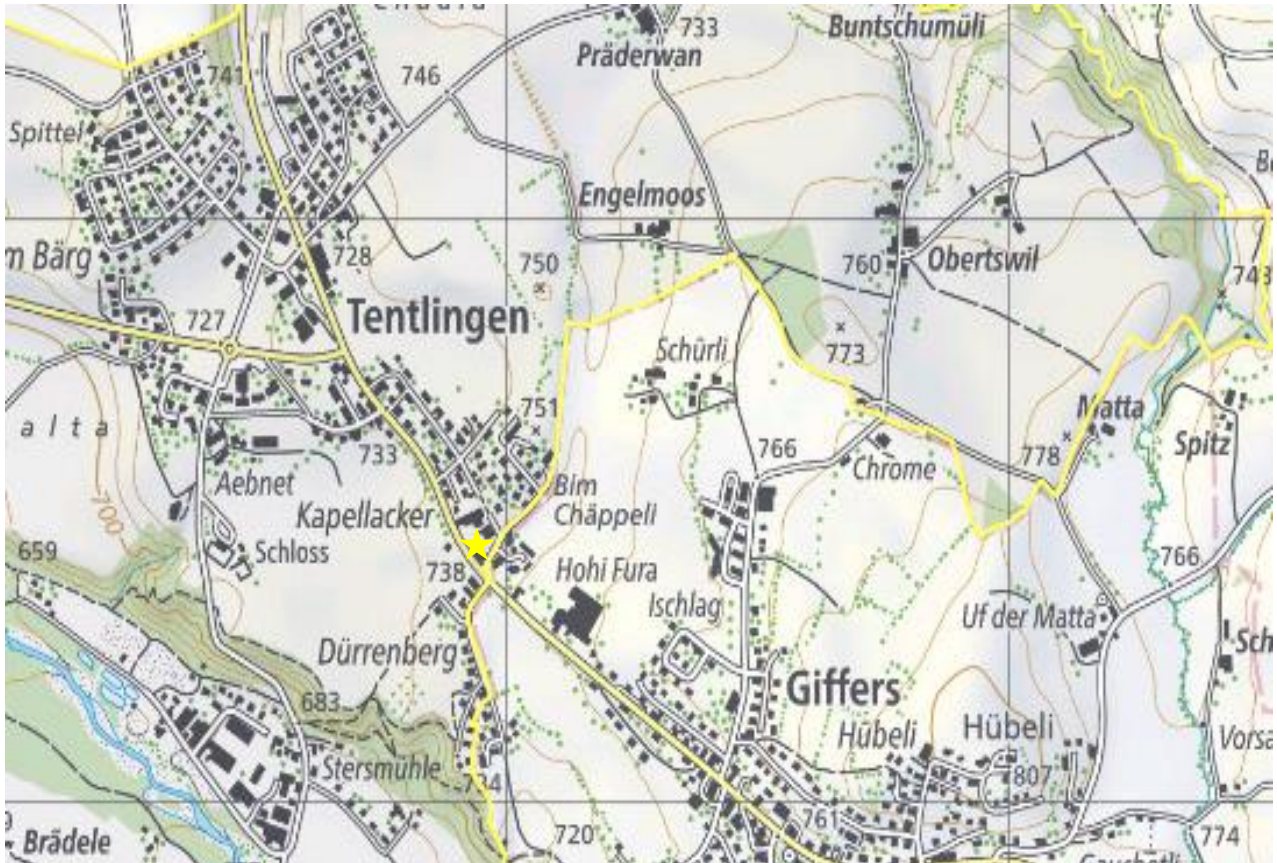 733
Buntschumüli
Präderwan
741
746
Spittel
Engelmoos
m Bärg
728
750
760
Obertswil
743
727
Tentlingen
773
Schürli
751
Matta
alta
733
766
778
Spitz
Aebnet
Chrome
Kapellacker
Bim
Chäppeli
700
659
Schloss
738
Hohi Fura
766
Ischlag
Uf der Matta
Sch
Dürrenberg
Giffers
683
Hübeli
Hübeli
Vorsa
Stersmühle
807
Brädele
720
761
774